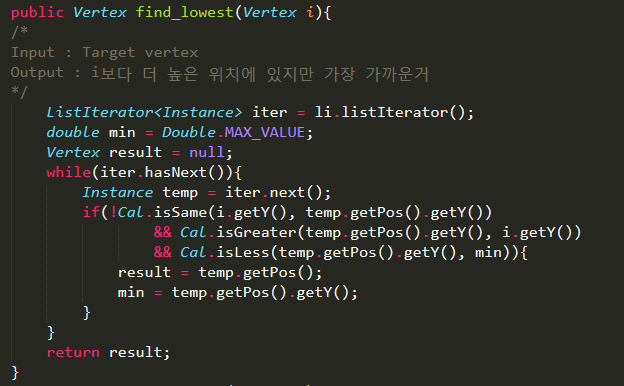 public Vertex find_lowest(Vertex i){
/*
Input : Target vertex
Output : i보다 더 높은 위치에 있지만 가장 가까운거
*/
ListIterator<Instance> iter = li.listIterator();
double min = Double.MAX_VALUE;
Vertex result = null;
while(iter.hasNext()){
Instance temp = iter.next();
if(!Cal.isSame(i.getY(), temp.getPos().getY())
&& Cal.isGreater(temp.getPos().getY(), i.getY())
&& Cal.isLess(temp.getPos().getY(), min)){
result = temp.getPos();
min = temp.getPos().getY();
}
}
return result;
}